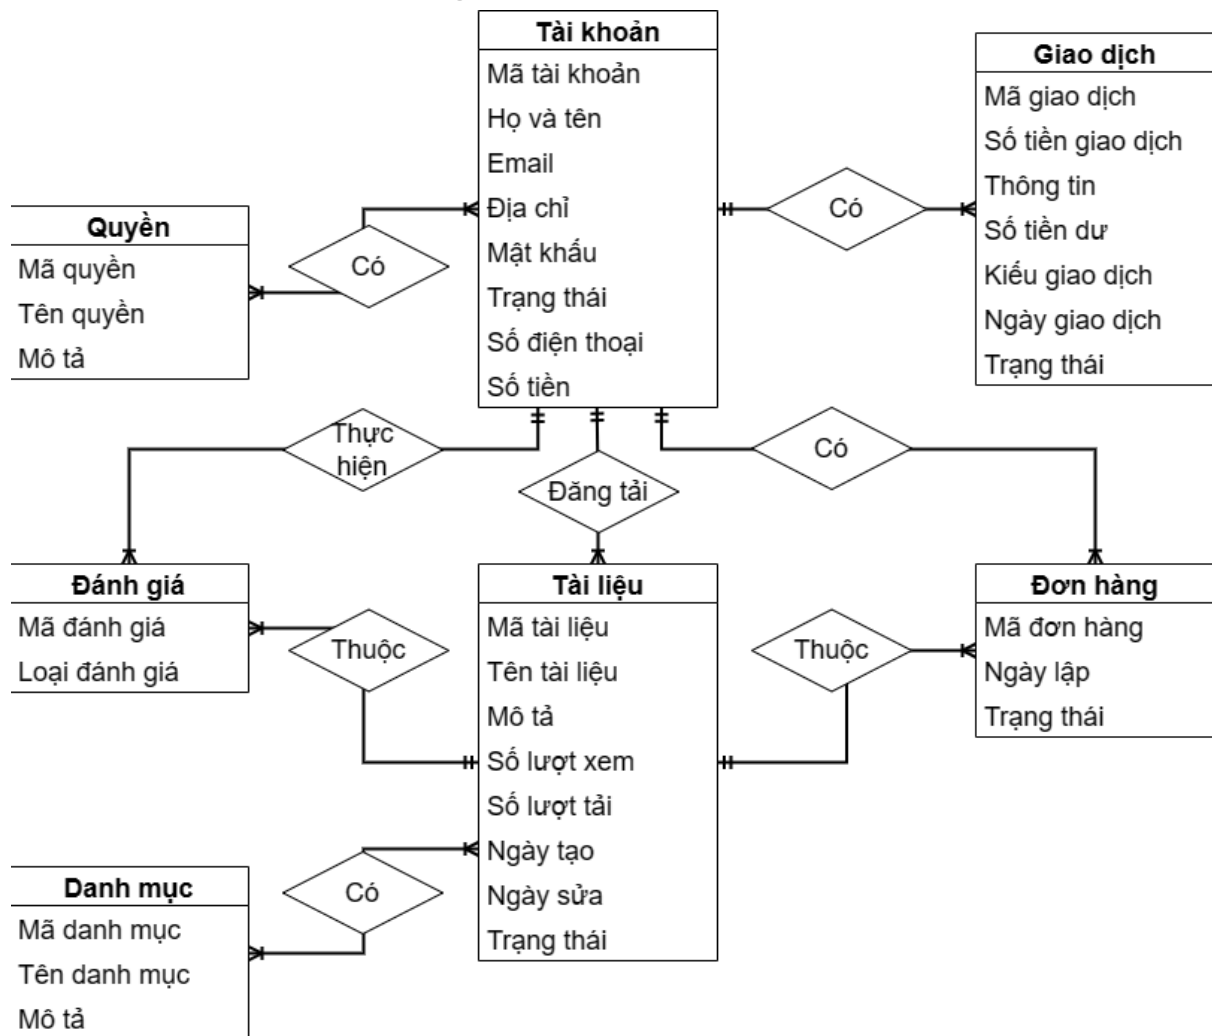 Tài khoản
Mã tài khoản
Họ và tên
Email
Địa chỉ
Mật khẩu
Trạng thái
Số điện thoại
Số tiền
Giao dịch
Mã giao dịch
Số tiền giao dịch
Thông tin
Số tiền dư
Kiểu giao dịch
Ngày giao dịch
Trạng thái
Có
Quyền
Mã quyền
Tên quyền
Mô tả
Có
Thực
hiện
Đăng tải
Có
Đánh giá
Mã đánh giá
Loại đánh giá
Thuộc
Tài liệu
Mã tài liệu
Tên tài liệu
Mô tả
Số lượt xem
Số lượt tải
Ngày tạo
Ngày sửa
Trạng thái
Thuộc
Đơn hàng
Mã đơn hàng
Ngày lập
Trạng thái
Có
Danh mục
Mã danh mục
Tên danh mục
Mô tả